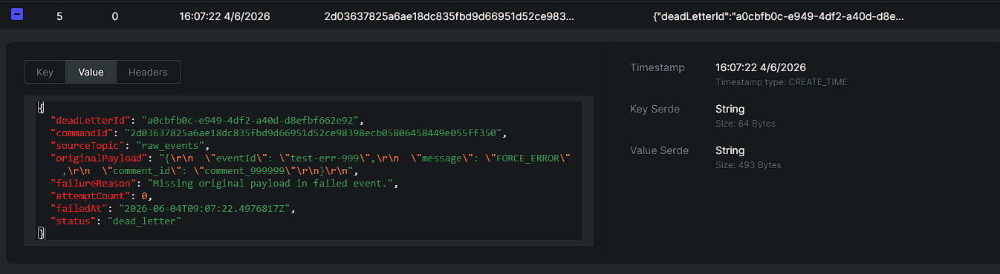 5 0 16:07:22 4/6/2026 2d03637825a6ae18dc835fbd9d66951d52ce983... {"deadLetterId":"a0cbfb0c-e949-4df2-a40d-d8e...
Key Value Headers
{
"deadLetterId": "a0cbfb0c-e949-4df2-a40d-d8efbf662e92",
"commandId": "2d03637825a6ae18dc835fbd9d66951d52ce98398ecb05806458449e055ff350",
"sourceTopic": "raw_events",
"originalPayload": "{\r\n  \"eventId\": \"test-err-999\",\r\n  \"message\": \"FORCE_ERROR\"
,\r\n  \"comment_id\": \"comment_999999\"\r\n}\r\n",
"failureReason": "Missing original payload in failed event.",
"attemptCount": 0,
"failedAt": "2026-06-04T09:07:22.4976817Z",
"status": "dead_letter"
}
Timestamp 16:07:22 4/6/2026
Timestamp type: CREATE_TIME
Key Serde String
Size: 64 Bytes
Value Serde String
Size: 493 Bytes